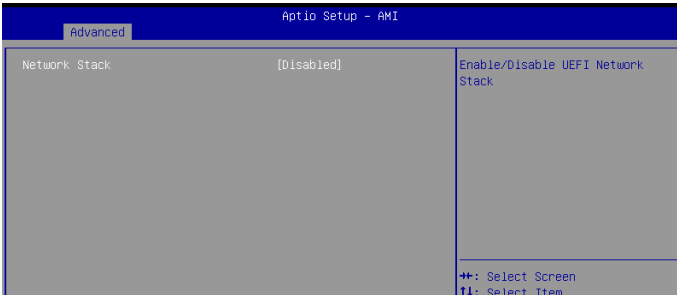 Aptio Setup – AMI
Advanced
Network Stack [Disabled]
Enable/Disable UEFI Network
Stack
→←: Select Screen
↑↓: Select Item